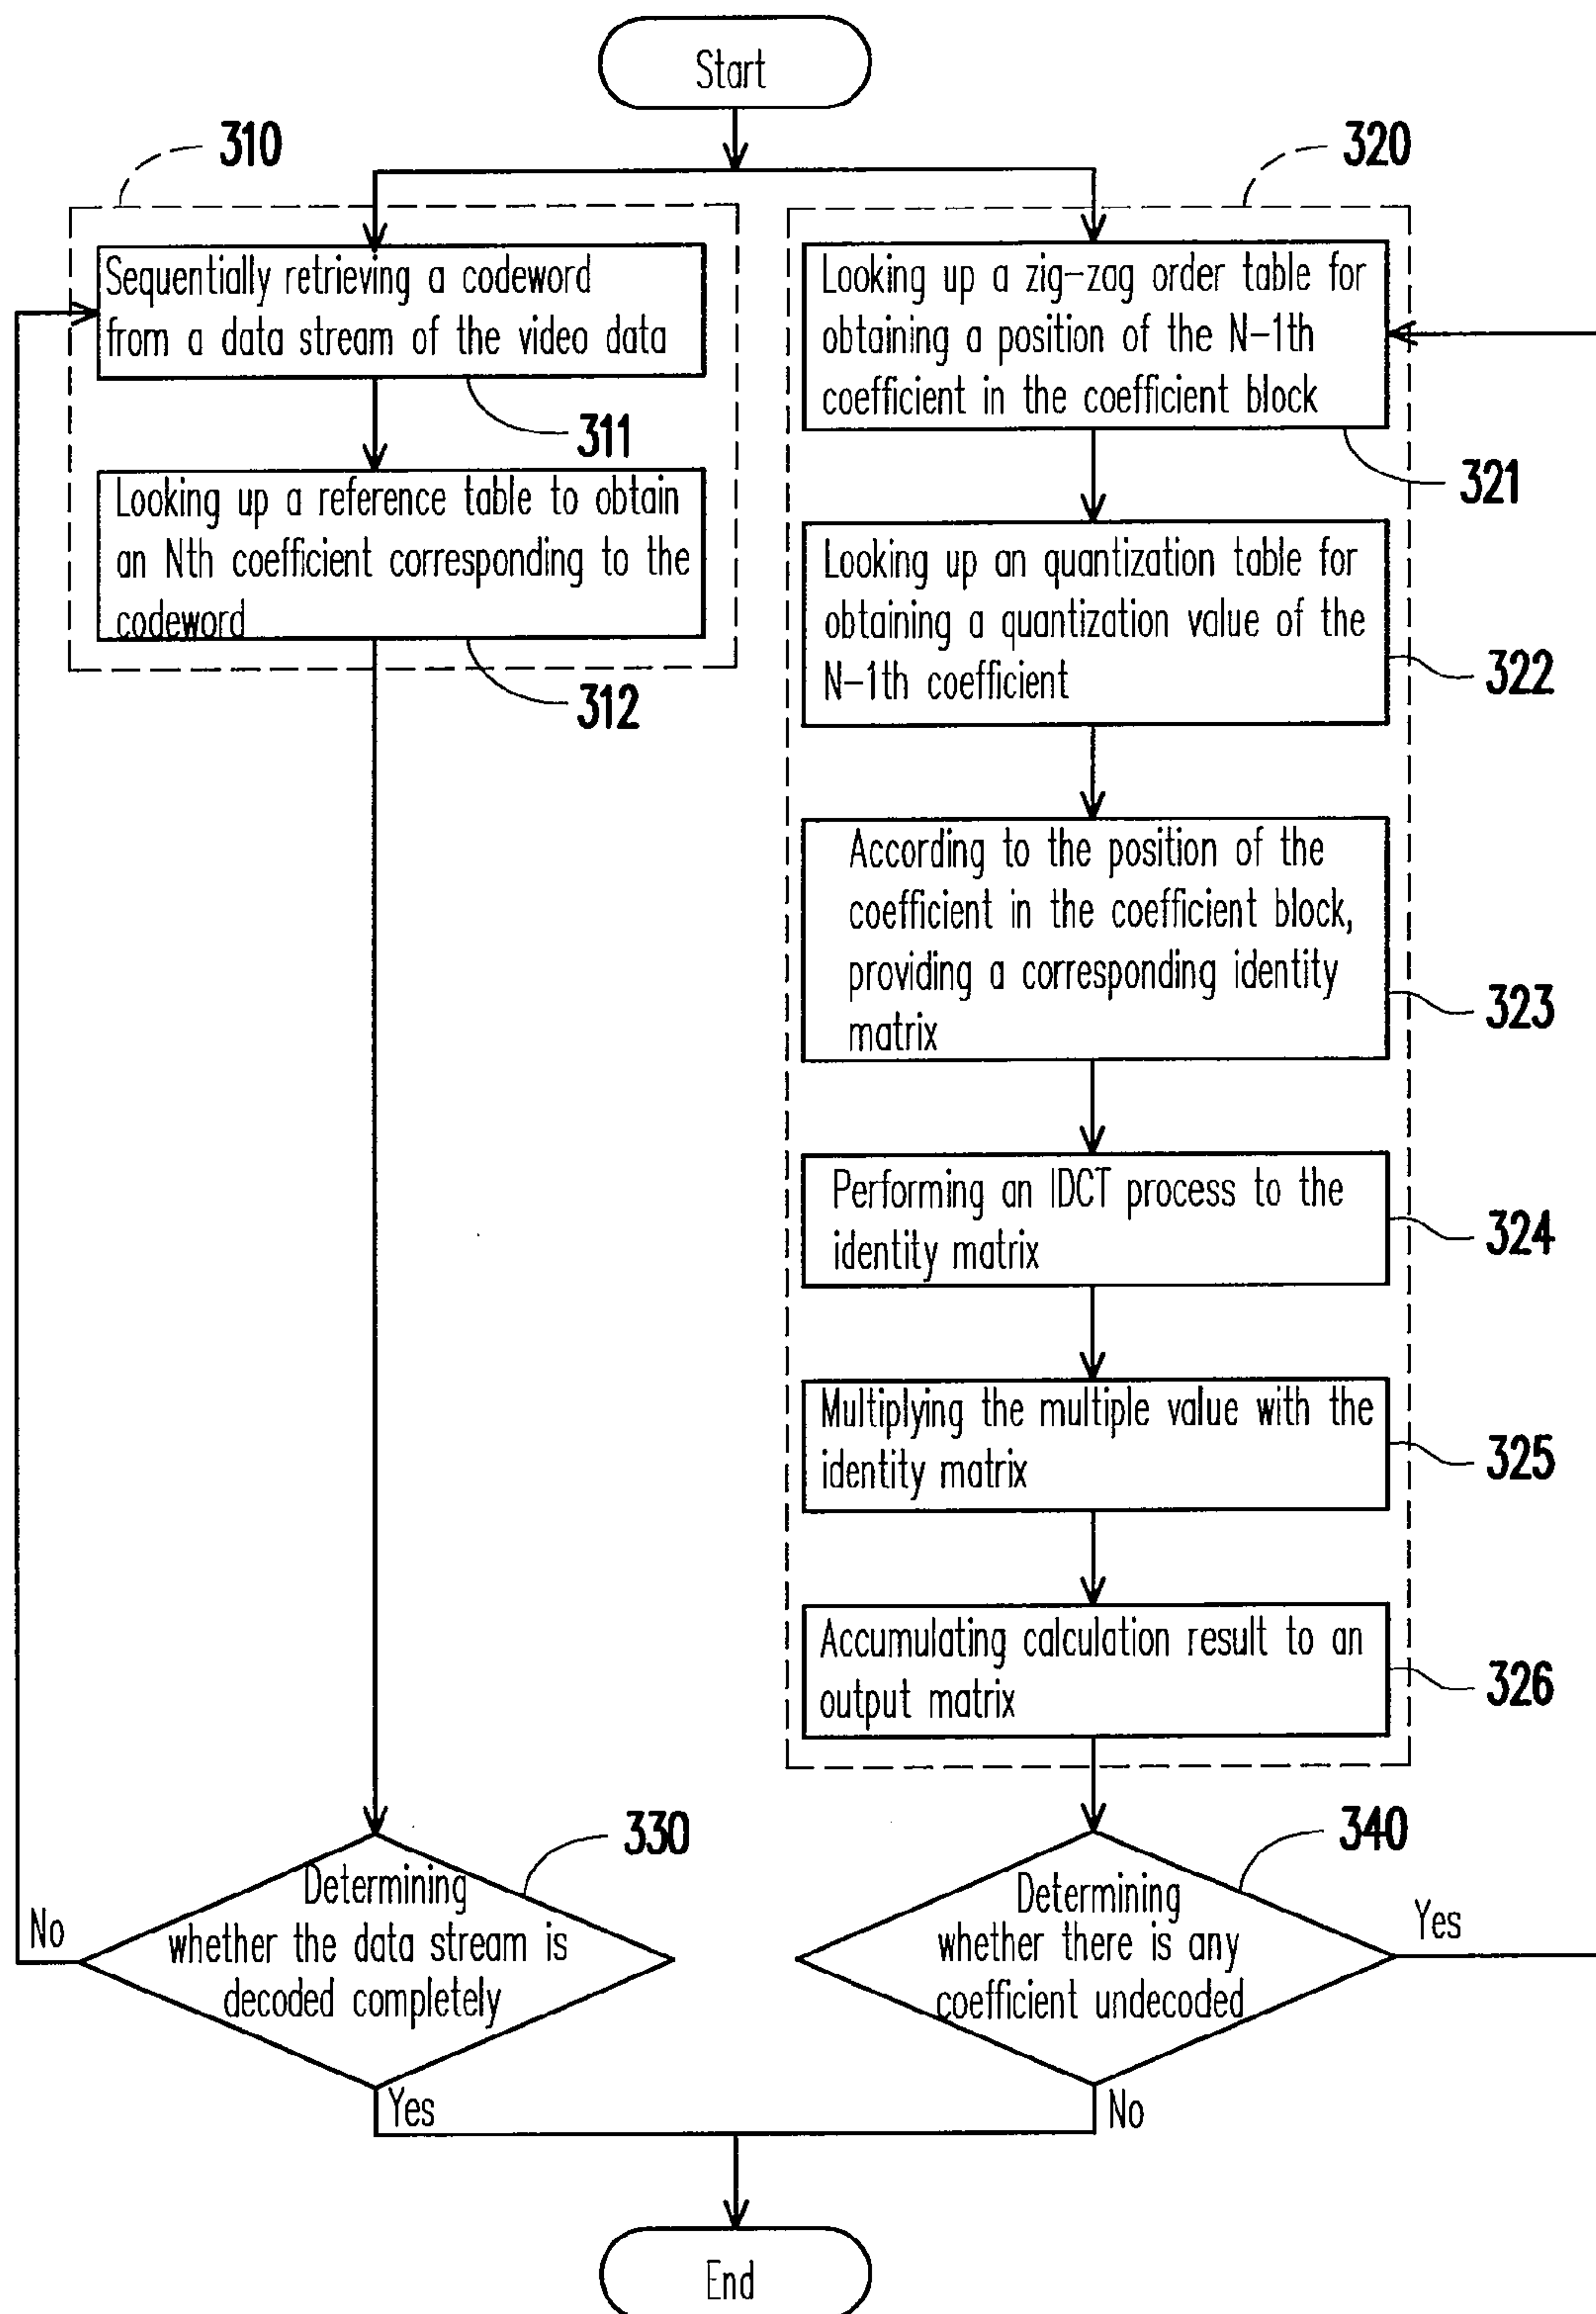 Start
310
320
Sequentially retrieving a codeword
from a data stream of the video data
311
Looking up a reference table to obtain
an Nth coefficient corresponding to the
codeword
312
Looking up a zig-zag order table for
obtaining a position of the N-1th
coefficient in the coefficient block
321
Looking up an quantization table for
obtaining a quantization value of the
N-1th coefficient
322
According to the position of the
coefficient in the coefficient block,
providing a corresponding identity
matrix
323
Performing an IDCT process to the
identity matrix
324
Multiplying the multiple value with the
identity matrix
325
Accumulating calculation result to an
output matrix
326
330
Determining
whether the data stream is
decoded completely
No
Yes
340
Determining
whether there is any
coefficient undecoded
Yes
No
End